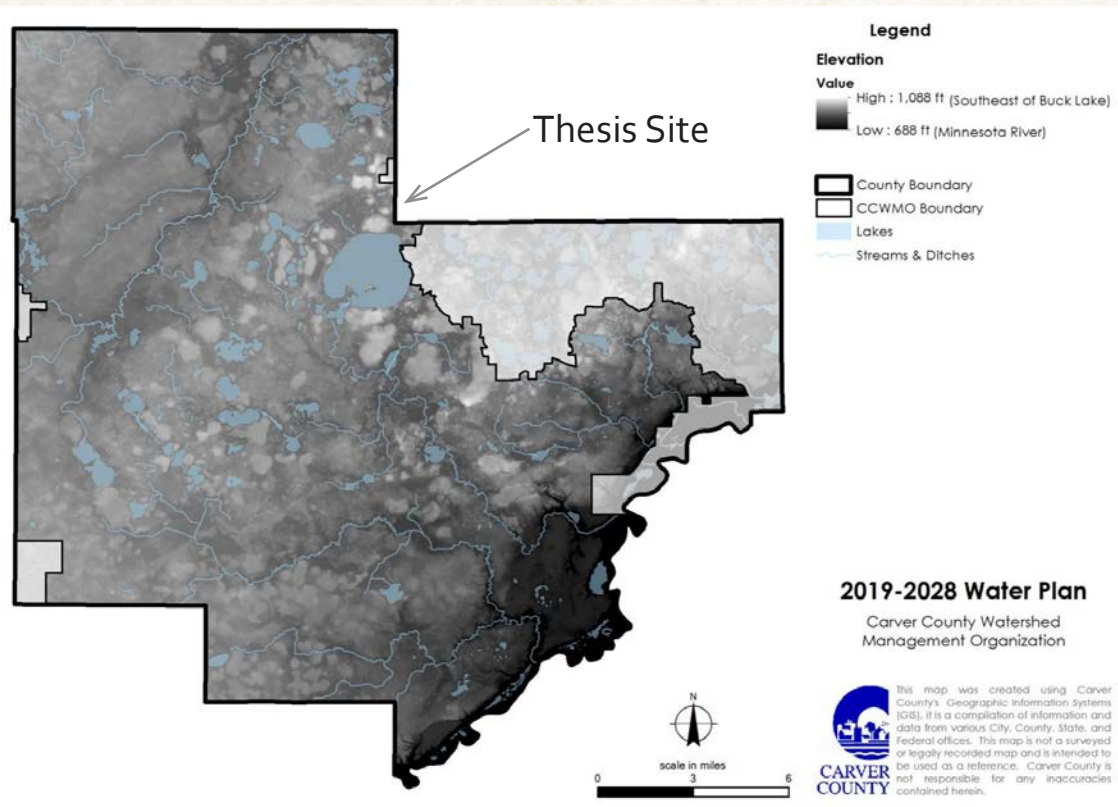 Thesis Site
Legend
Elevation
Value
High : 1,088 ft (Southeast of Buck Lake)
Low : 688 ft (Minnesota River)
County Boundary
CCWMO Boundary
Lakes
Streams & Ditches
2019-2028 Water Plan
Carver County Watershed
Management Organization
N
scale in miles
0 3 6
CARVER
COUNTY
This map was created using Carver
County's Geographic Information Systems
(GIS), it is a compilation of information and
data from various City, County, State, and
Federal offices. This map is not a surveyed
or legally recorded map and is intended to
be used as a reference. Carver County is
not responsible for any inaccuracies
contained herein.